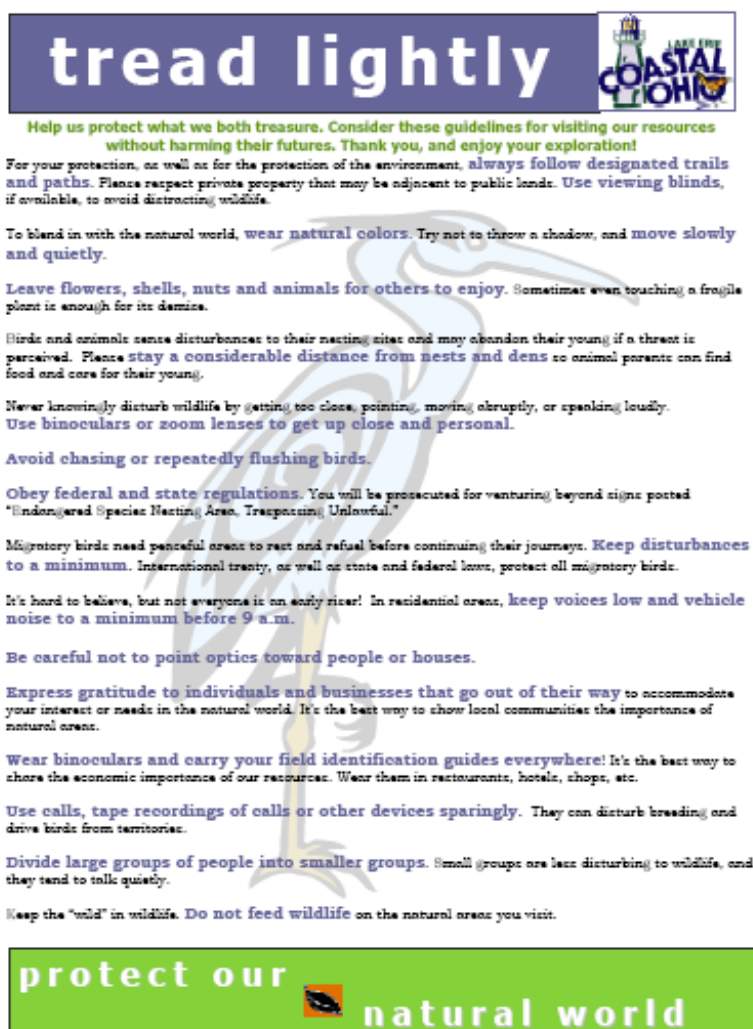 tread lightly
LAKE ERIE
COASTAL
OHIO
Help us protect what we both treasure. Consider these guidelines for visiting our resources
without harming their futures. Thank you, and enjoy your exploration!
For your protection, as well as for the protection of the environment, always follow designated trails
and paths. Please respect private property that may be adjacent to public lands. Use viewing blinds,
if available, to avoid distracting wildlife.
To blend in with the natural world, wear natural colors. Try not to throw a shadow, and move slowly
and quietly.
Leave flowers, shells, nuts and animals for others to enjoy. Sometimes even touching a fragile
plant is enough for its demise.
Birds and animals sense disturbances to their nesting sites and may abandon their young if a threat is
perceived. Please stay a considerable distance from nests and dens so animal parents can find
food and care for their young.
Never knowingly disturb wildlife by getting too close, pointing, moving abruptly, or speaking loudly.
Use binoculars or zoom lenses to get up close and personal.
Avoid chasing or repeatedly flushing birds.
Obey federal and state regulations. You will be prosecuted for venturing beyond signs posted
"Endangered Species Nesting Area, Trespassing Unlawful."
Migratory birds need peaceful areas to rest and refuel before continuing their journeys. Keep disturbances
to a minimum. International treaty, as well as state and federal laws, protect all migratory birds.
It's hard to believe, but not everyone is an early riser! In residential areas, keep voices low and vehicle
noise to a minimum before 9 a.m.
Be careful not to point optics toward people or houses.
Express gratitude to individuals and businesses that go out of their way to accommodate
your interest or needs in the natural world. It's the best way to show local communities the importance of
natural areas.
Wear binoculars and carry your field identification guides everywhere! It's the best way to
share the economic importance of our resources. Wear them in restaurants, hotels, shops, etc.
Use calls, tape recordings of calls or other devices sparingly. They can disturb breeding and
drive birds from territories.
Divide large groups of people into smaller groups. Small groups are less disturbing to wildlife, and
they tend to talk quietly.
Keep the "wild" in wildlife. Do not feed wildlife on the natural areas you visit.
protect our
natural world